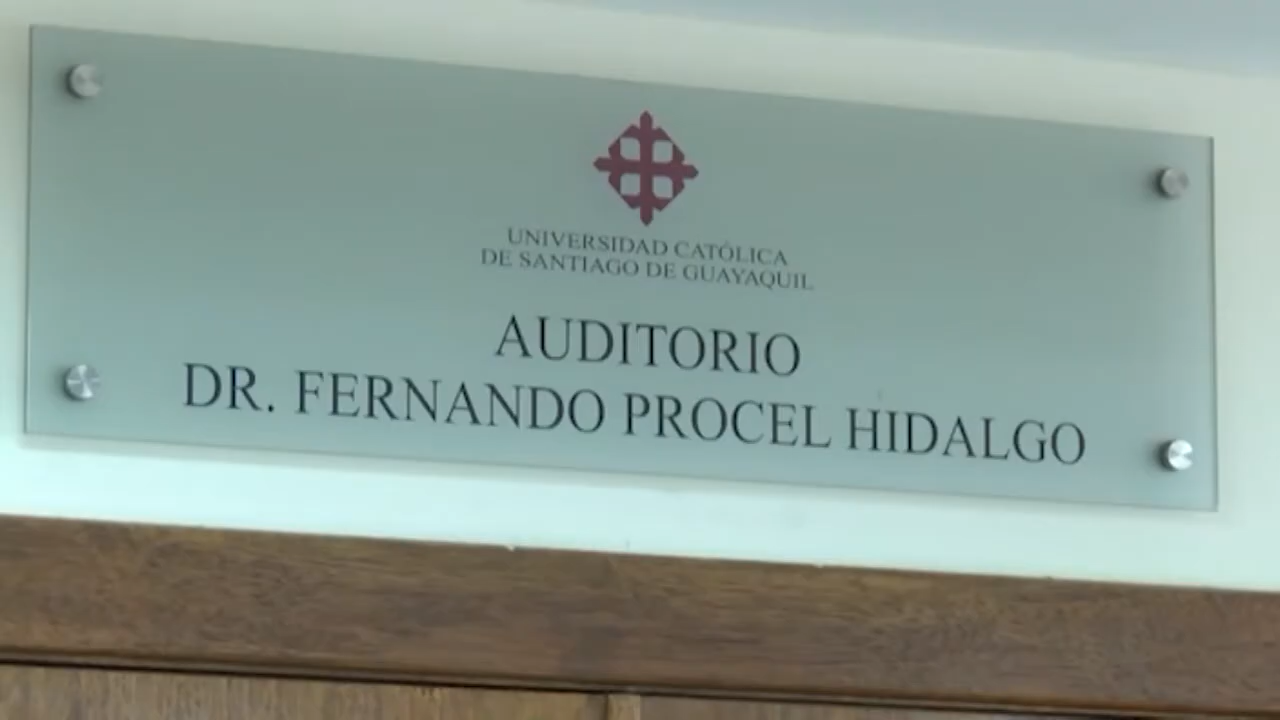 UNIVERSIDAD CATÓLICA
DE SANTIAGO DE GUAYAQUIL
AUDITORIO
DR. FERNANDO PROCEL HIDALGO